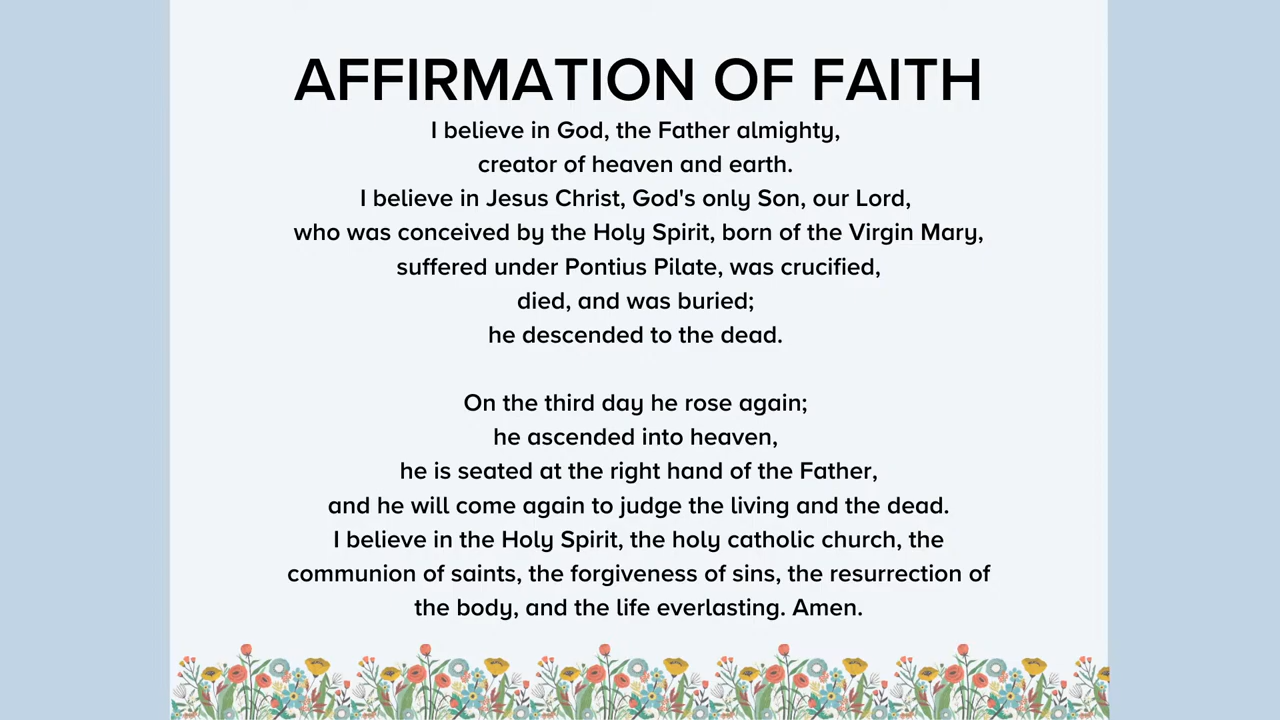 AFFIRMATION OF FAITH
I believe in God, the Father almighty,
creator of heaven and earth.
I believe in Jesus Christ, God's only Son, our Lord,
who was conceived by the Holy Spirit, born of the Virgin Mary,
suffered under Pontius Pilate, was crucified,
died, and was buried;
he descended to the dead.
On the third day he rose again;
he ascended into heaven,
he is seated at the right hand of the Father,
and he will come again to judge the living and the dead.
I believe in the Holy Spirit, the holy catholic church, the
communion of saints, the forgiveness of sins, the resurrection of
the body, and the life everlasting. Amen.